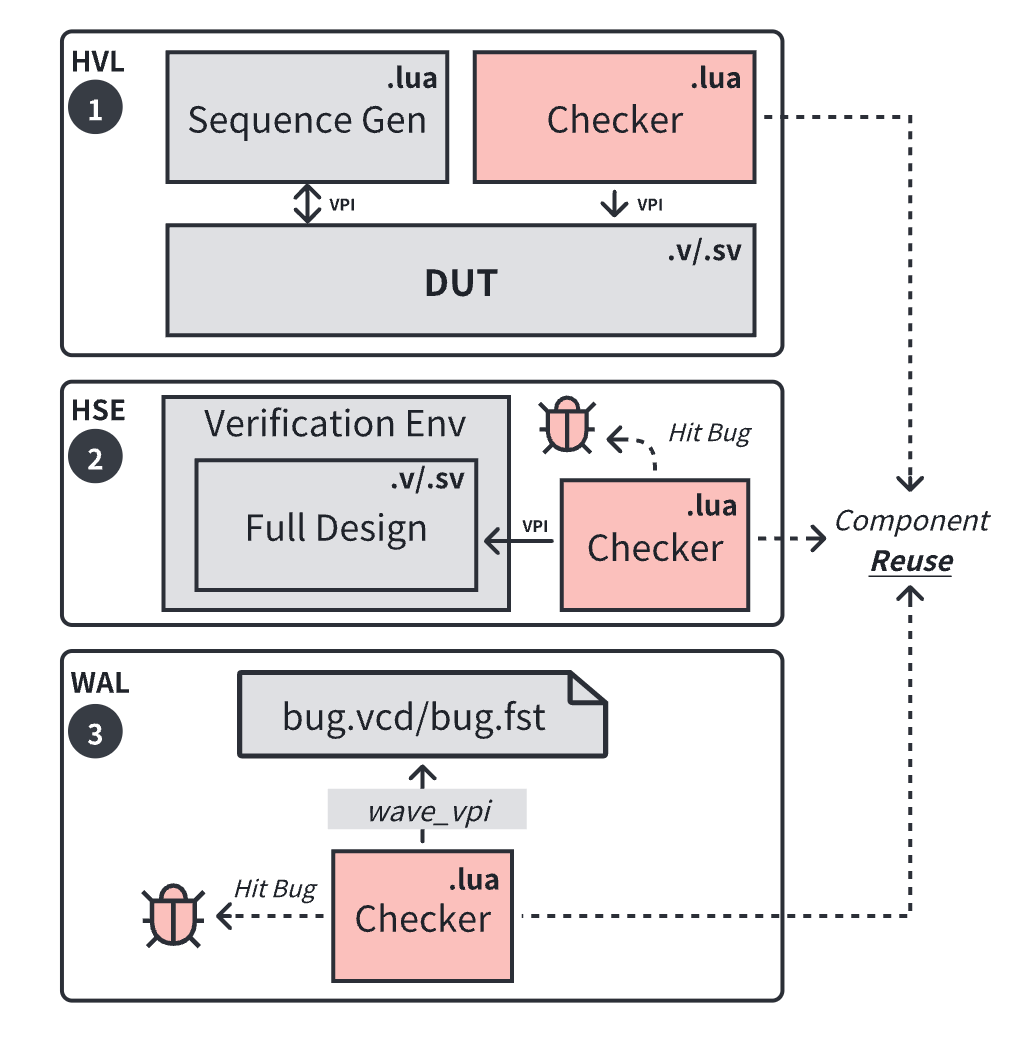 HVL
1
.lua
Sequence Gen
.lua
Checker
VPI
VPI
.v/.sv
DUT
HSE
2
Verification Env
.v/.sv
Full Design
VPI
Hit Bug
.lua
Checker
Component
Reuse
WAL
3
bug.vcd/bug.fst
wave_vpi
Hit Bug
.lua
Checker